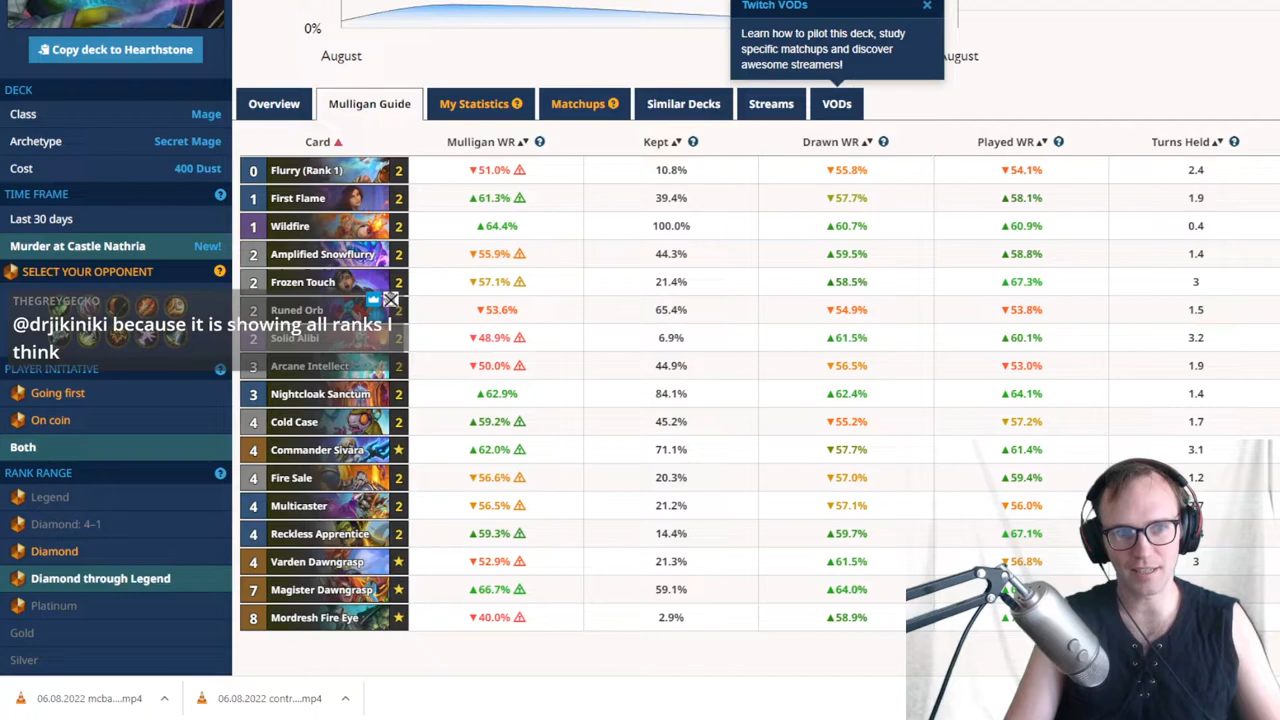 Twitch VODs
Learn how to pilot this deck, study
specific matchups and discover
awesome streamers!
0%
August
August
Copy deck to Hearthstone
DECK
Class Mage
Archetype Secret Mage
Cost 400 Dust
TIME FRAME
Last 30 days
Murder at Castle Nathria New!
SELECT YOUR OPPONENT
THEGREYGECKO
@drjikiniki because it is showing all ranks I
think
PLAYER INITIATIVE
Going first
On coin
Both
RANK RANGE
Legend
Diamond: 4–1
Diamond
Diamond through Legend
Platinum
Gold
Silver
Overview Mulligan Guide My Statistics Matchups Similar Decks Streams VODs
Card Mulligan WR Kept Drawn WR Played WR Turns Held
0 Flurry (Rank 1) 2 ▼51.0% 10.8% ▼55.8% ▼54.1% 2.4
1 First Flame 2 ▲61.3% 39.4% ▼57.7% ▲58.1% 1.9
1 Wildfire 2 ▲64.4% 100.0% ▲60.7% ▲60.9% 0.4
2 Amplified Snowflurry 2 ▼55.9% 44.3% ▲59.5% ▲58.8% 1.4
2 Frozen Touch 2 ▼57.1% 21.4% ▲58.5% ▲67.3% 3
2 Runed Orb 2 ▼53.6% 65.4% ▼54.9% ▼53.8% 1.5
2 Solid Alibi 2 ▼48.9% 6.9% ▲61.5% ▲60.1% 3.2
3 Arcane Intellect 2 ▼50.0% 44.9% ▼56.5% ▼53.0% 1.9
3 Nightcloak Sanctum 2 ▲62.9% 84.1% ▲62.4% ▲64.1% 1.4
4 Cold Case 2 ▲59.2% 45.2% ▼55.2% ▼57.2% 1.7
4 Commander Sivara ★ ▲62.0% 71.1% ▼57.7% ▲61.4% 3.1
4 Fire Sale 2 ▼56.6% 20.3% ▼57.0% ▲59.4% 1.2
4 Multicaster 2 ▼56.5% 21.2% ▼57.1% ▼56.0%
4 Reckless Apprentice 2 ▲59.3% 14.4% ▲59.7% ▲67.1%
4 Varden Dawngrasp ★ ▼52.9% 21.3% ▲61.5% ▼56.8% 3
7 Magister Dawngrasp ★ ▲66.7% 59.1% ▲64.0%
8 Mordresh Fire Eye ★ ▼40.0% 2.9% ▲58.9%
06.08.2022 mcba....mp4
06.08.2022 contr....mp4